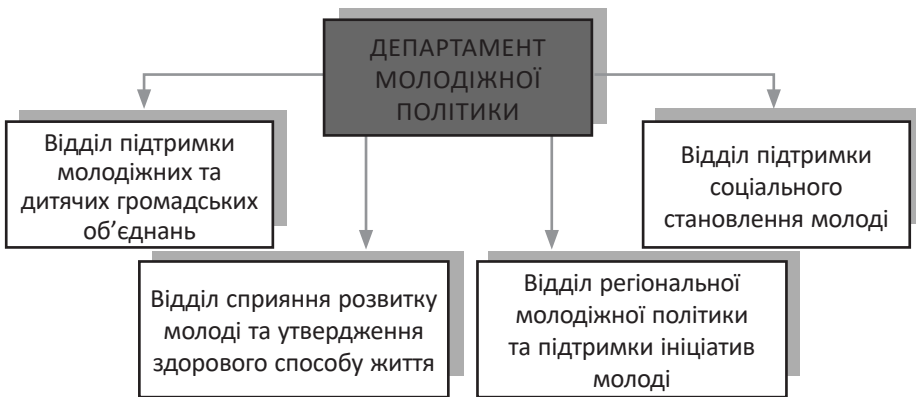 ДЕПАРТАМЕНТ
МОЛОДІЖНОЇ
ПОЛІТИКИ
Відділ підтримки
молодіжних та
дитячих громадських
об’єднань
Відділ підтримки
соціального
становлення молоді
Відділ сприяння розвитку
молоді та утвердження
здорового способу життя
Відділ регіональної
молодіжної політики
та підтримки ініціатив
молоді